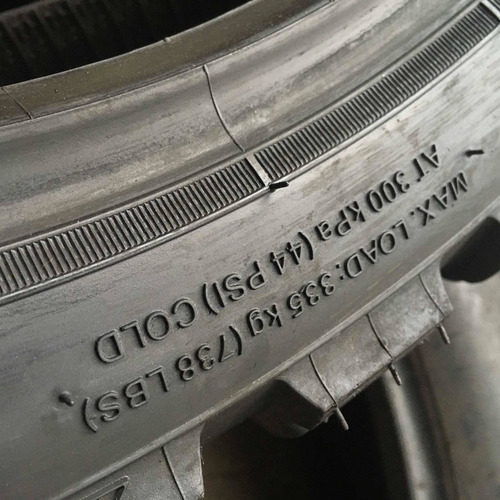 MAX. LOAD: 335 kg (738 LBS)
AT 300 kPa (44 PSI) COLD